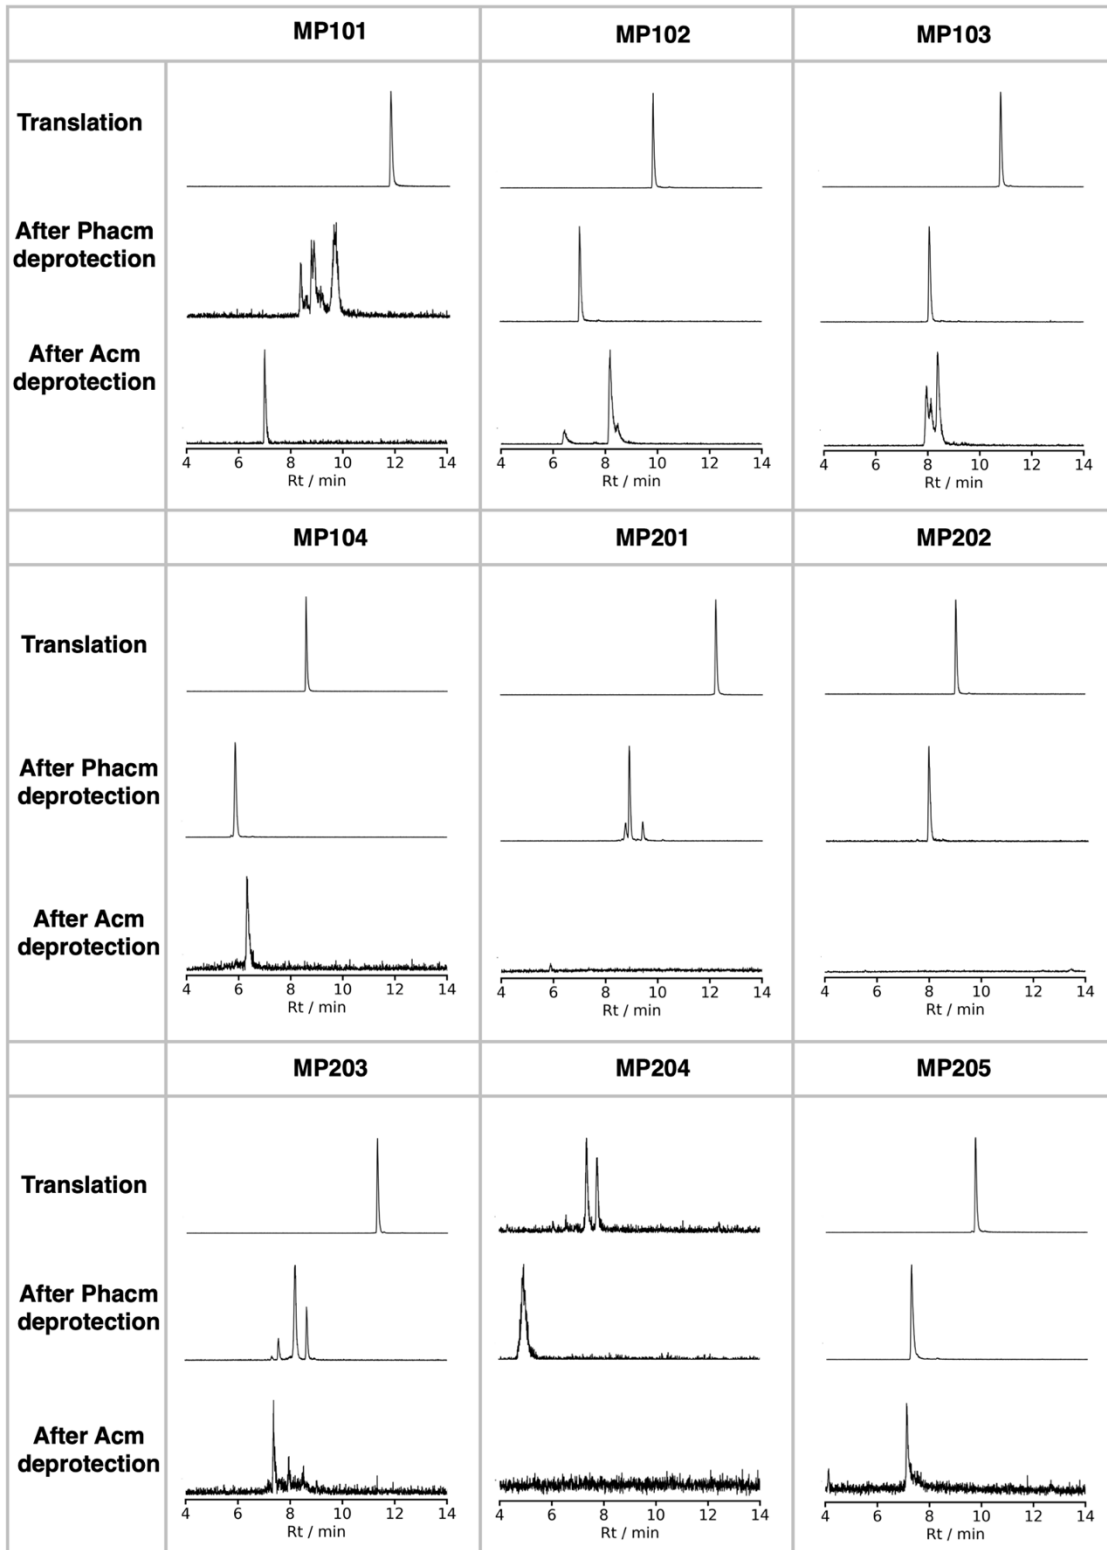 MP101 MP102 MP103
Translation
After Phacm
deprotection
After Acm
deprotection
4 6 8 10 12 14 4 6 8 10 12 14 4 6 8 10 12 14
Rt / min Rt / min Rt / min
MP104 MP201 MP202
Translation
After Phacm
deprotection
After Acm
deprotection
4 6 8 10 12 14 4 6 8 10 12 14 4 6 8 10 12 14
Rt / min Rt / min Rt / min
MP203 MP204 MP205
Translation
After Phacm
deprotection
After Acm
deprotection
4 6 8 10 12 14 4 6 8 10 12 14 4 6 8 10 12 14
Rt / min Rt / min Rt / min